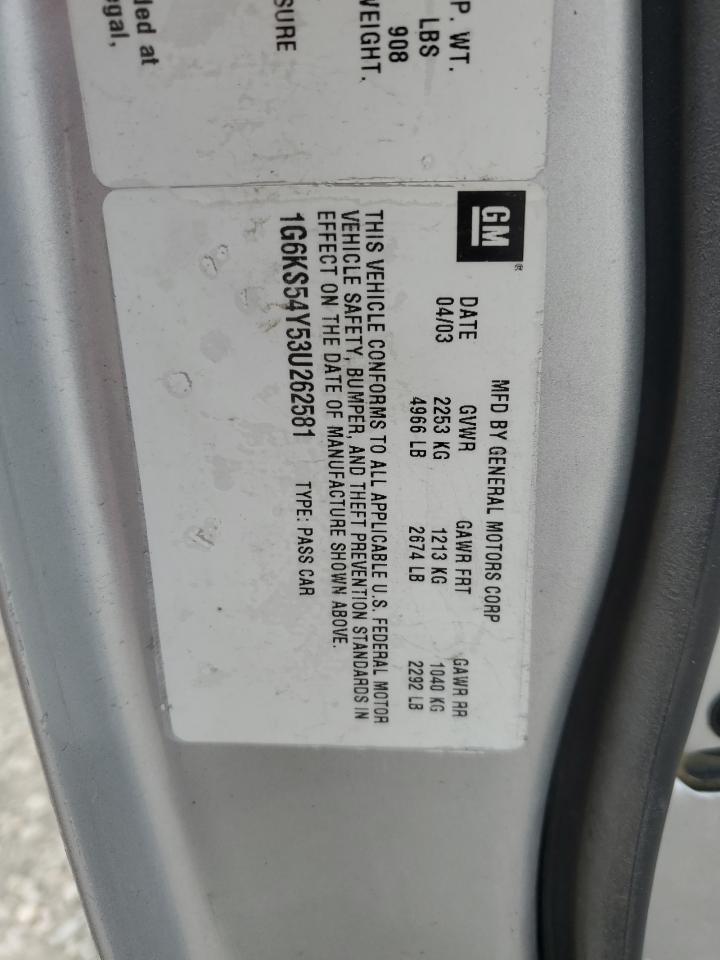 P. WT.
LBS
908
WEIGHT.
SURE
ded at
egal,
GM®
MFD BY GENERAL MOTORS CORP
DATE GVWR GAWR FRT GAWR RR
04/03 2253 KG 1213 KG 1040 KG
4966 LB 2674 LB 2292 LB
THIS VEHICLE CONFORMS TO ALL APPLICABLE U.S. FEDERAL MOTOR
VEHICLE SAFETY, BUMPER, AND THEFT PREVENTION STANDARDS IN
EFFECT ON THE DATE OF MANUFACTURE SHOWN ABOVE.
1G6KS54Y53U262581 TYPE: PASS CAR